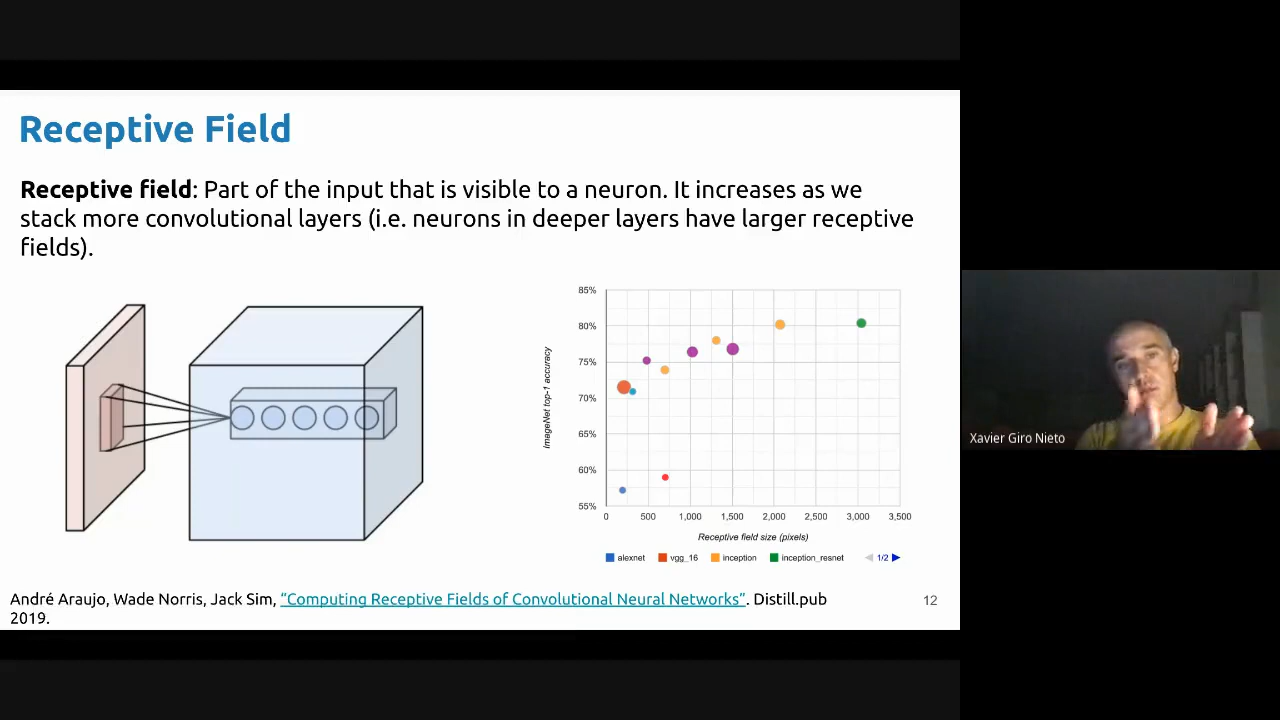 Receptive Field
Receptive field: Part of the input that is visible to a neuron. It increases as we
stack more convolutional layers (i.e. neurons in deeper layers have larger receptive
fields).
85%
80%
75%
70%
65%
60%
55%
ImageNet top-1 accuracy
0 500 1,000 1,500 2,000 2,500 3,000 3,500
Receptive field size (pixels)
alexnet vgg_16 inception inception_resnet 1/2
André Araujo, Wade Norris, Jack Sim, “Computing Receptive Fields of Convolutional Neural Networks”. Distill.pub
2019.
12
Xavier Giro Nieto